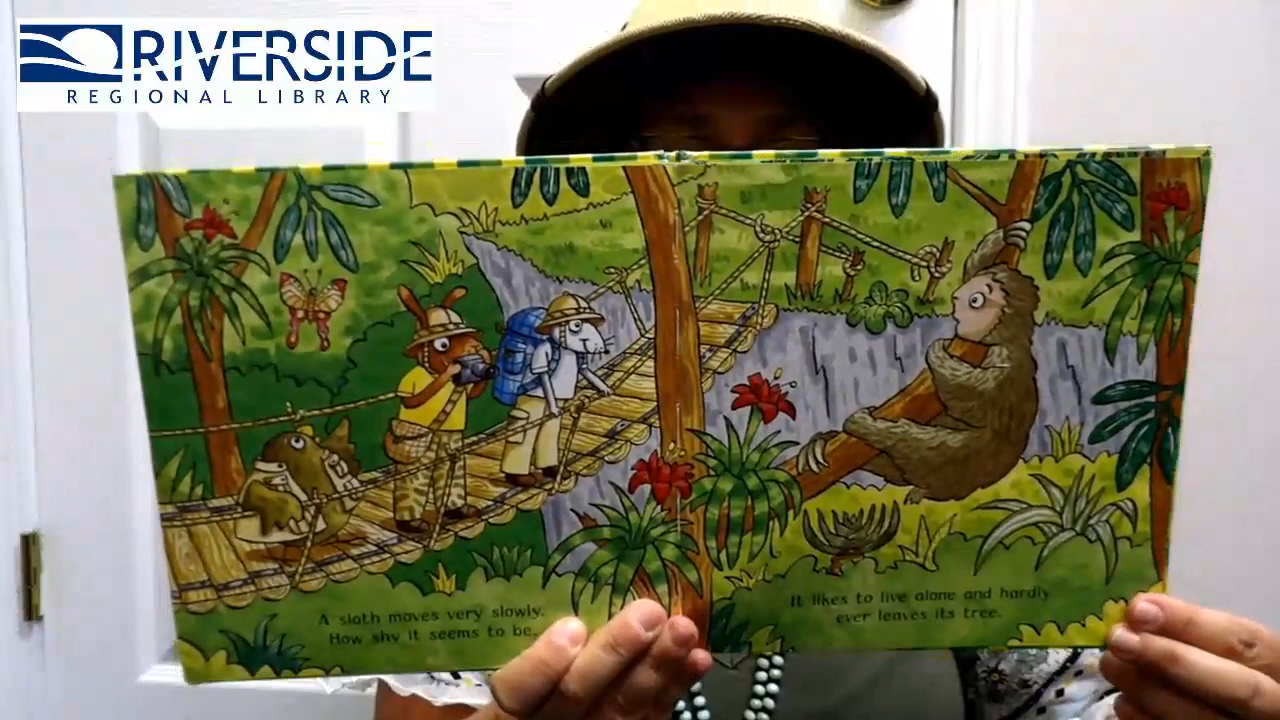 RIVERSIDE
REGIONAL LIBRARY
A sloth moves very slowly.
How shy it seems to be.
It likes to live alone and hardly
ever leaves its tree.